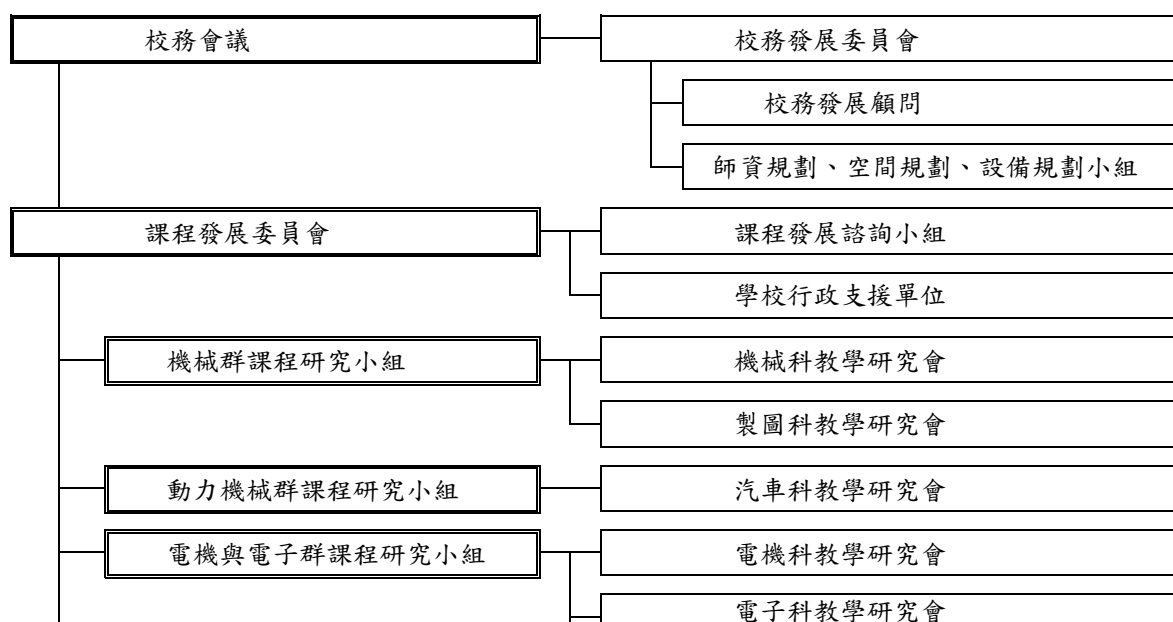 校務會議
校務發展委員會
校務發展顧問
師資規劃、空間規劃、設備規劃小組
課程發展委員會
課程發展諮詢小組
學校行政支援單位
機械群課程研究小組
機械科教學研究會
製圖科教學研究會
動力機械群課程研究小組
汽車科教學研究會
電機與電子群課程研究小組
電機科教學研究會
電子科教學研究會